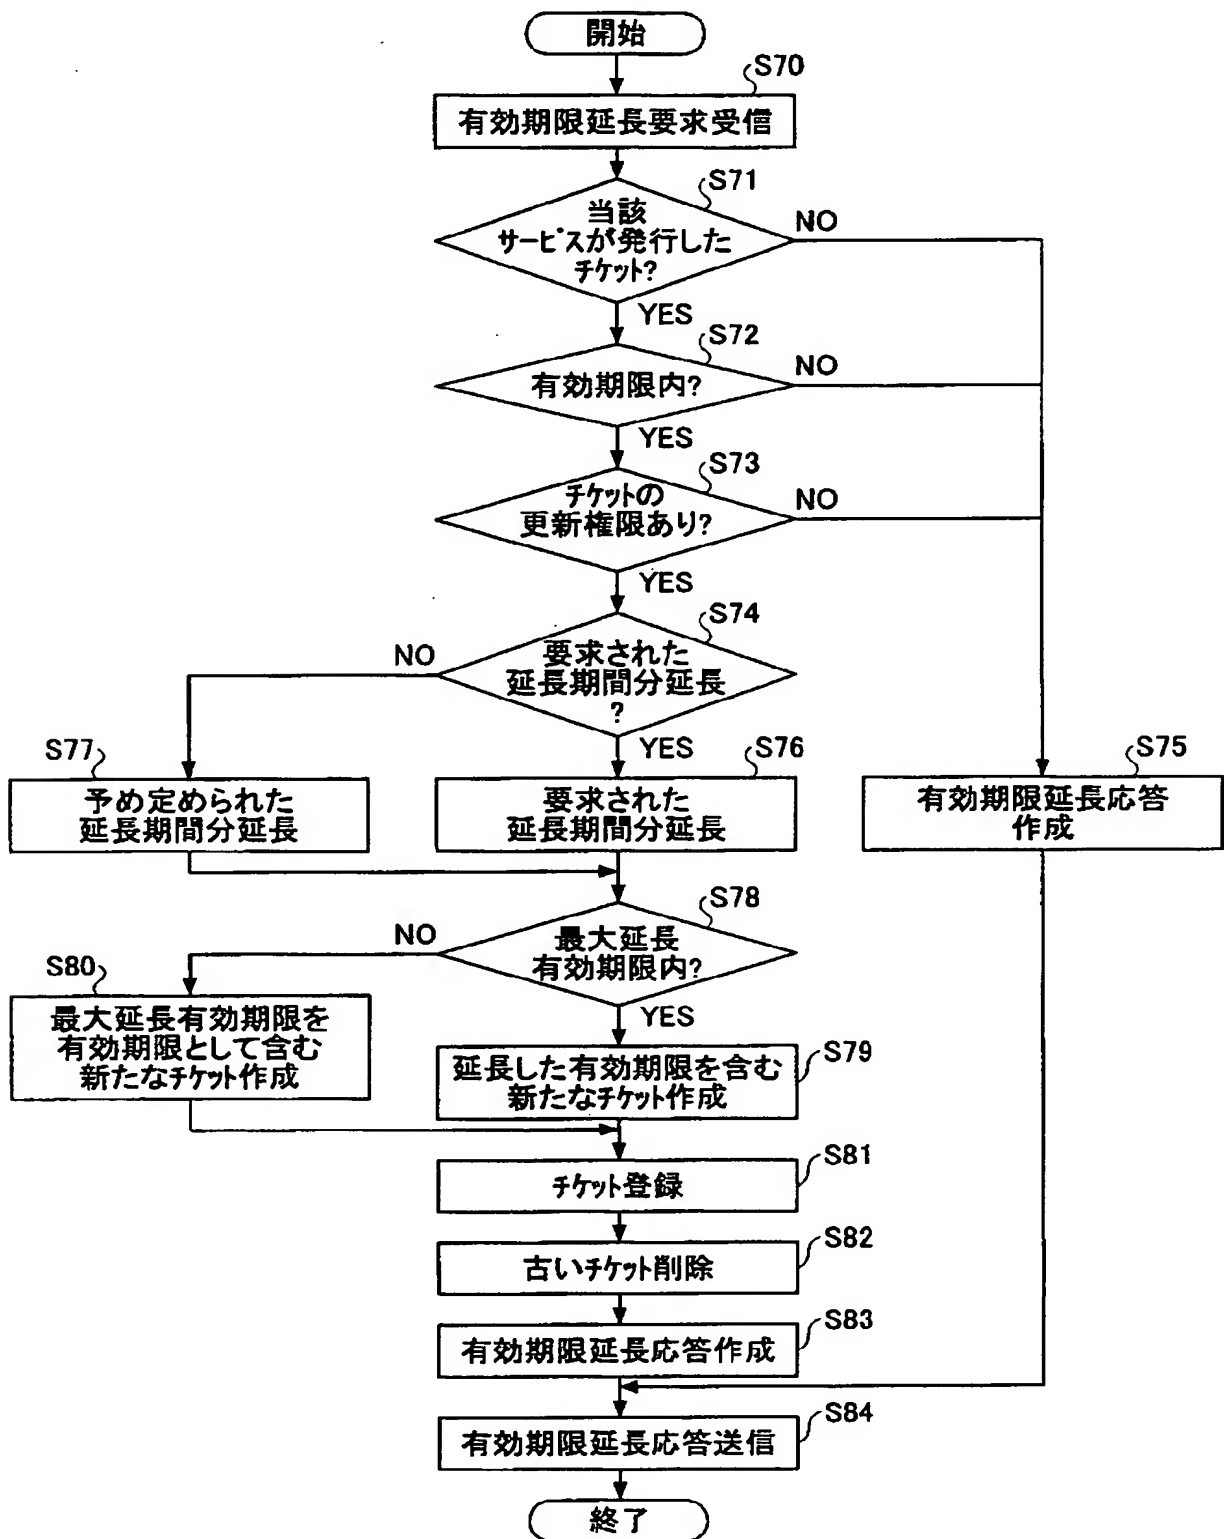 開始
S70
有効期限延長要求受信
S71
当該
サービスが発行した
チケット?
NO
YES
S72
有効期限内?
NO
YES
S73
チケットの
更新権限あり?
NO
YES
S74
要求された
延長期間分延長
?
NO
YES
S77
予め定められた
延長期間分延長
S76
要求された
延長期間分延長
S75
有効期限延長応答
作成
S78
最大延長
有効期限内?
NO
YES
S80
最大延長有効期限を
有効期限として含む
新たなチケット作成
S79
延長した有効期限を含む
新たなチケット作成
S81
チケット登録
S82
古いチケット削除
S83
有効期限延長応答作成
S84
有効期限延長応答送信
終了